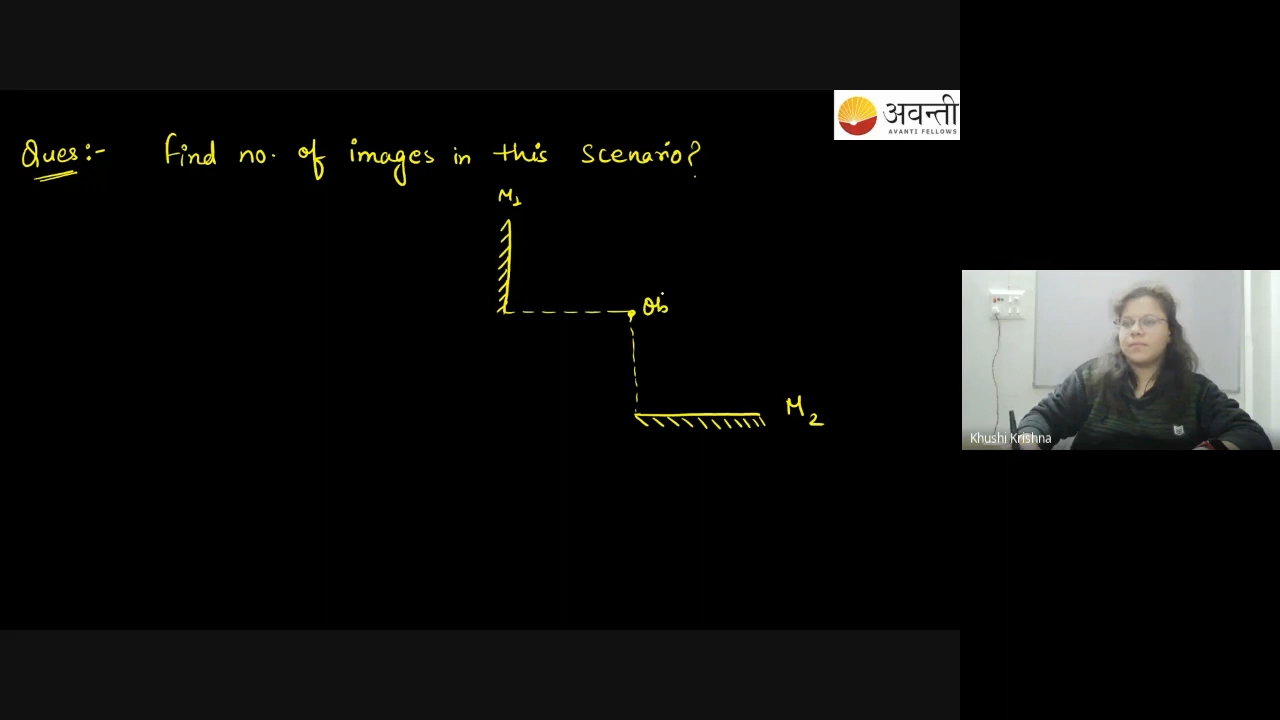 अवन्ती
AVANTI FELLOWS
Ques:- Find no. of images in this scenario?
M1
Ob
M2
Khushi Krishna